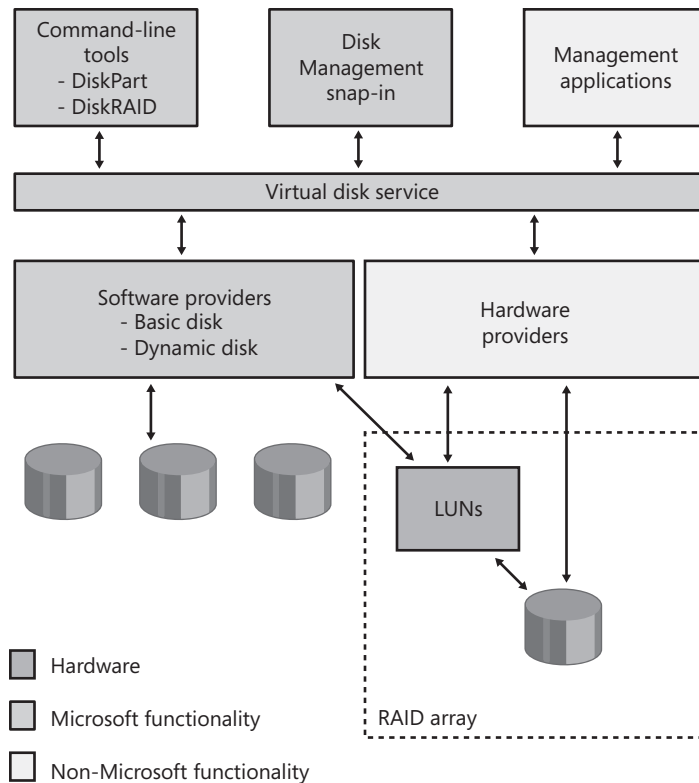 Command-line
tools
- DiskPart
- DiskRAID
Disk
Management
snap-in
Management
applications
Virtual disk service
Software providers
- Basic disk
- Dynamic disk
Hardware
providers
LUNs
RAID array
Hardware
Microsoft functionality
Non-Microsoft functionality